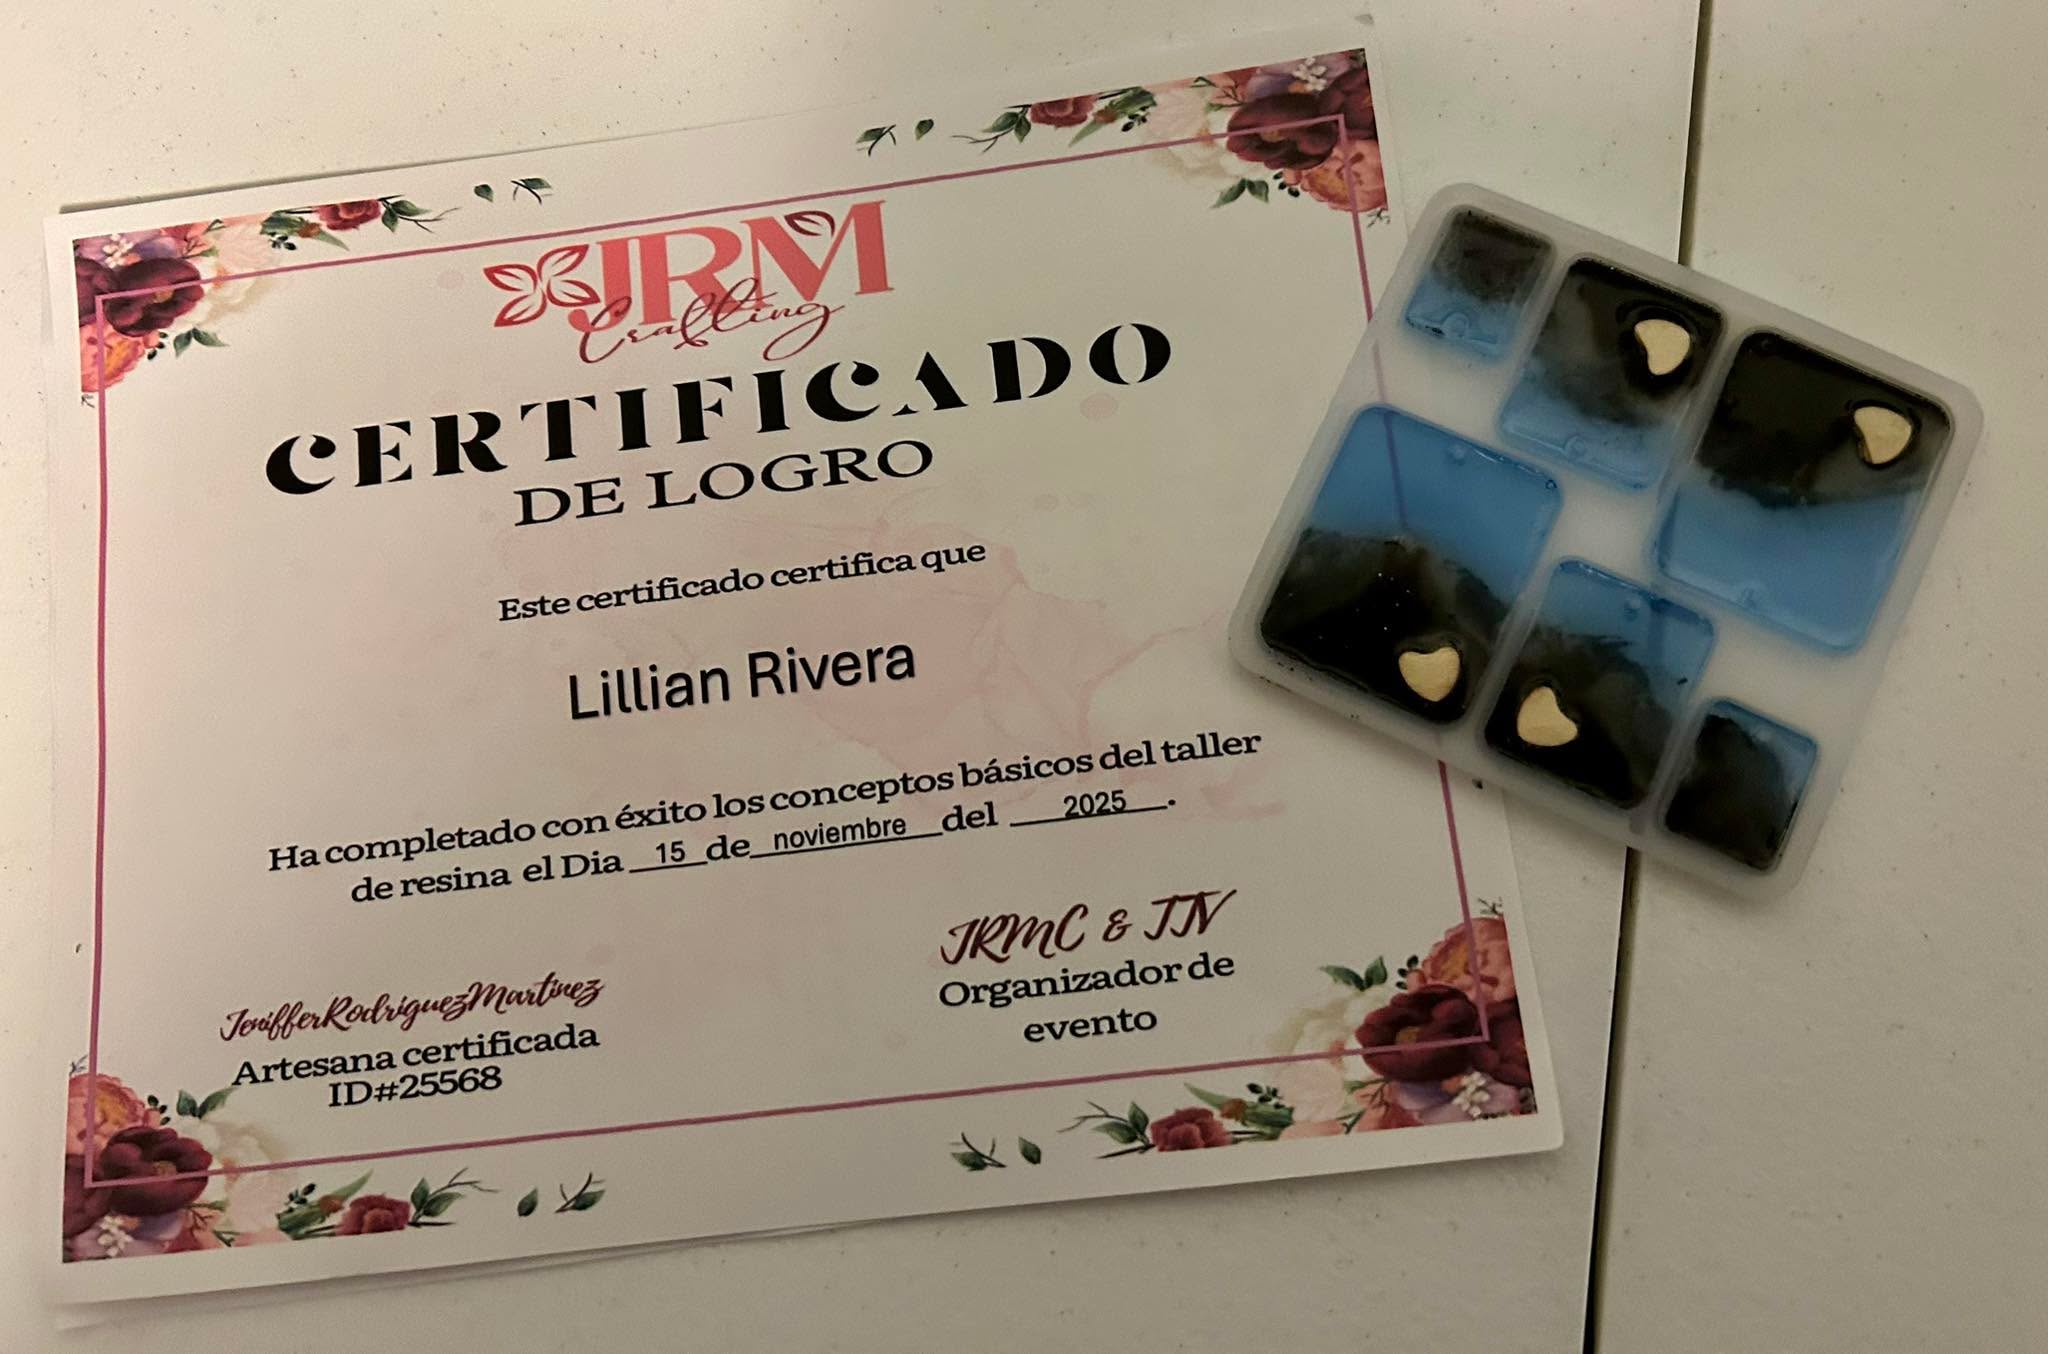 JRM
Crafting
CERTIFICADO
DE LOGRO
Este certificado certifica que
Lillian Rivera
Ha completado con éxito los conceptos básicos del taller
de resina el Dia 15 de noviembre del 2025.
JenifferRodriguezMartinez
Artesana certificada
ID#25568
JRMC & TJV
Organizador de
evento